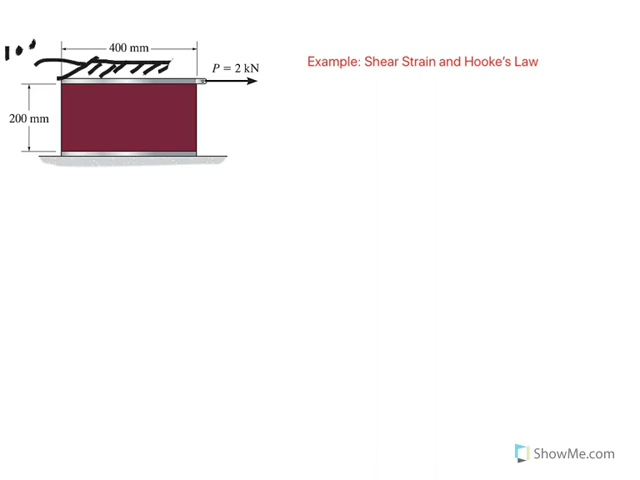 400 mm
P = 2 kN
Example: Shear Strain and Hooke's Law
200 mm
ShowMe.com